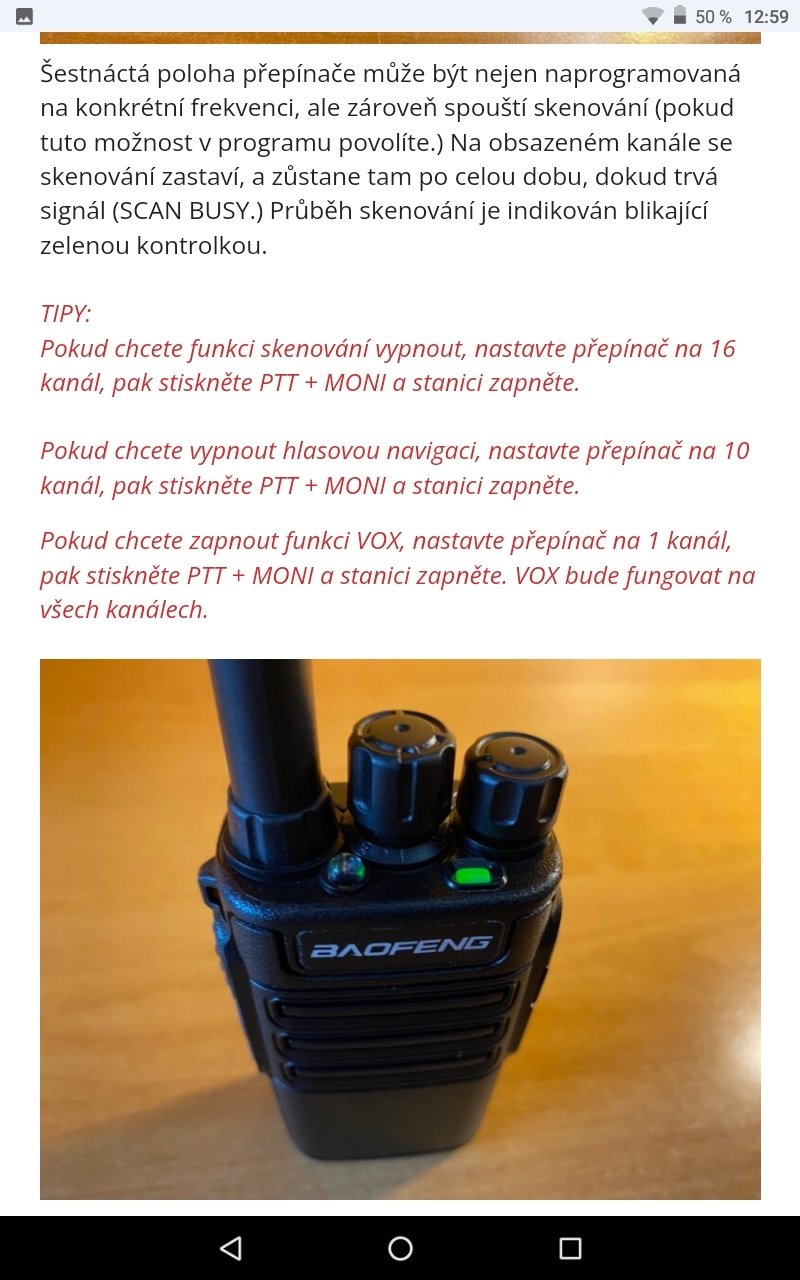 50 % 12:59
Šestnáctá poloha přepínače může být nejen naprogramovaná
na konkrétní frekvenci, ale zároveň spouští skenování (pokud
tuto možnost v programu povolíte.) Na obsazeném kanále se
skenování zastaví, a zůstane tam po celou dobu, dokud trvá
signál (SCAN BUSY.) Průběh skenování je indikován blikající
zelenou kontrolkou.
TIPY:
Pokud chcete funkci skenování vypnout, nastavte přepínač na 16
kanál, pak stiskněte PTT + MONI a stanici zapněte.
Pokud chcete vypnout hlasovou navigaci, nastavte přepínač na 10
kanál, pak stiskněte PTT + MONI a stanici zapněte.
Pokud chcete zapnout funkci VOX, nastavte přepínač na 1 kanál,
pak stiskněte PTT + MONI a stanici zapněte. VOX bude fungovat na
všech kanálech.
BAOFENG